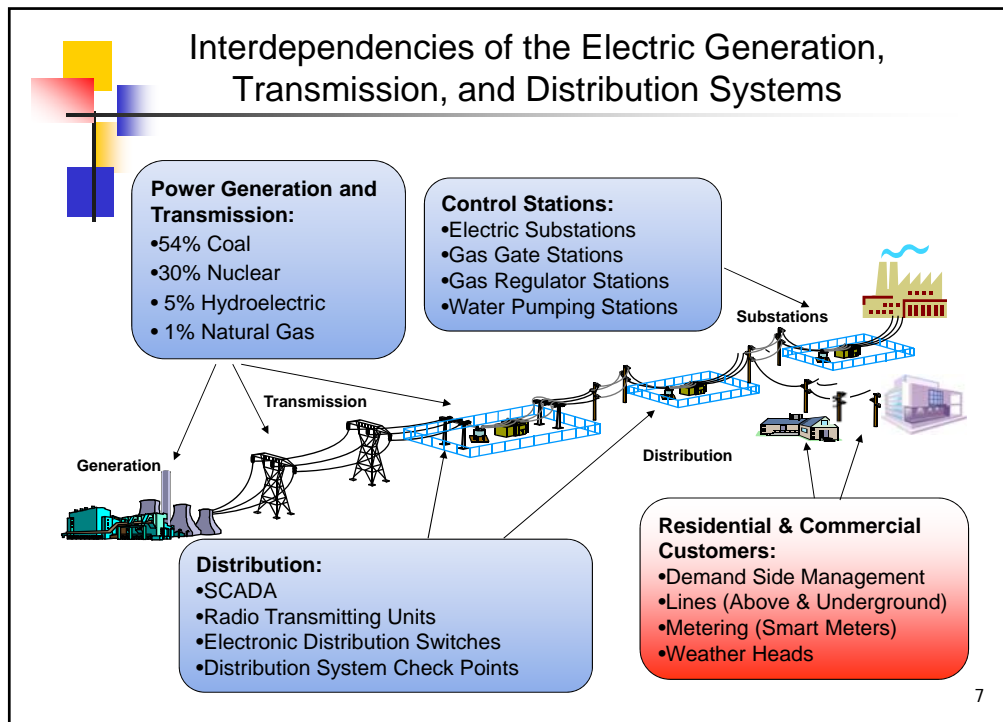 Interdependencies of the Electric Generation,
Transmission, and Distribution Systems
Power Generation and
Transmission:
•54% Coal
•30% Nuclear
• 5% Hydroelectric
• 1% Natural Gas
Control Stations:
•Electric Substations
•Gas Gate Stations
•Gas Regulator Stations
•Water Pumping Stations
Substations
Transmission
Generation
Distribution
Distribution:
•SCADA
•Radio Transmitting Units
•Electronic Distribution Switches
•Distribution System Check Points
Residential & Commercial
Customers:
•Demand Side Management
•Lines (Above & Underground)
•Metering (Smart Meters)
•Weather Heads
7